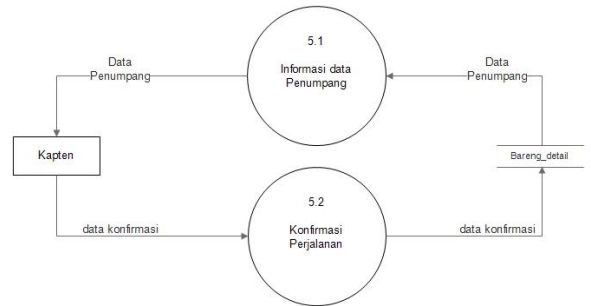 5.1
Informasi data
Penumpang
Data
Penumpang
Data
Penumpang
Kapten
Bareng_detail
5.2
Konfirmasi
Perjalanan
data konfirmasi
data konfirmasi